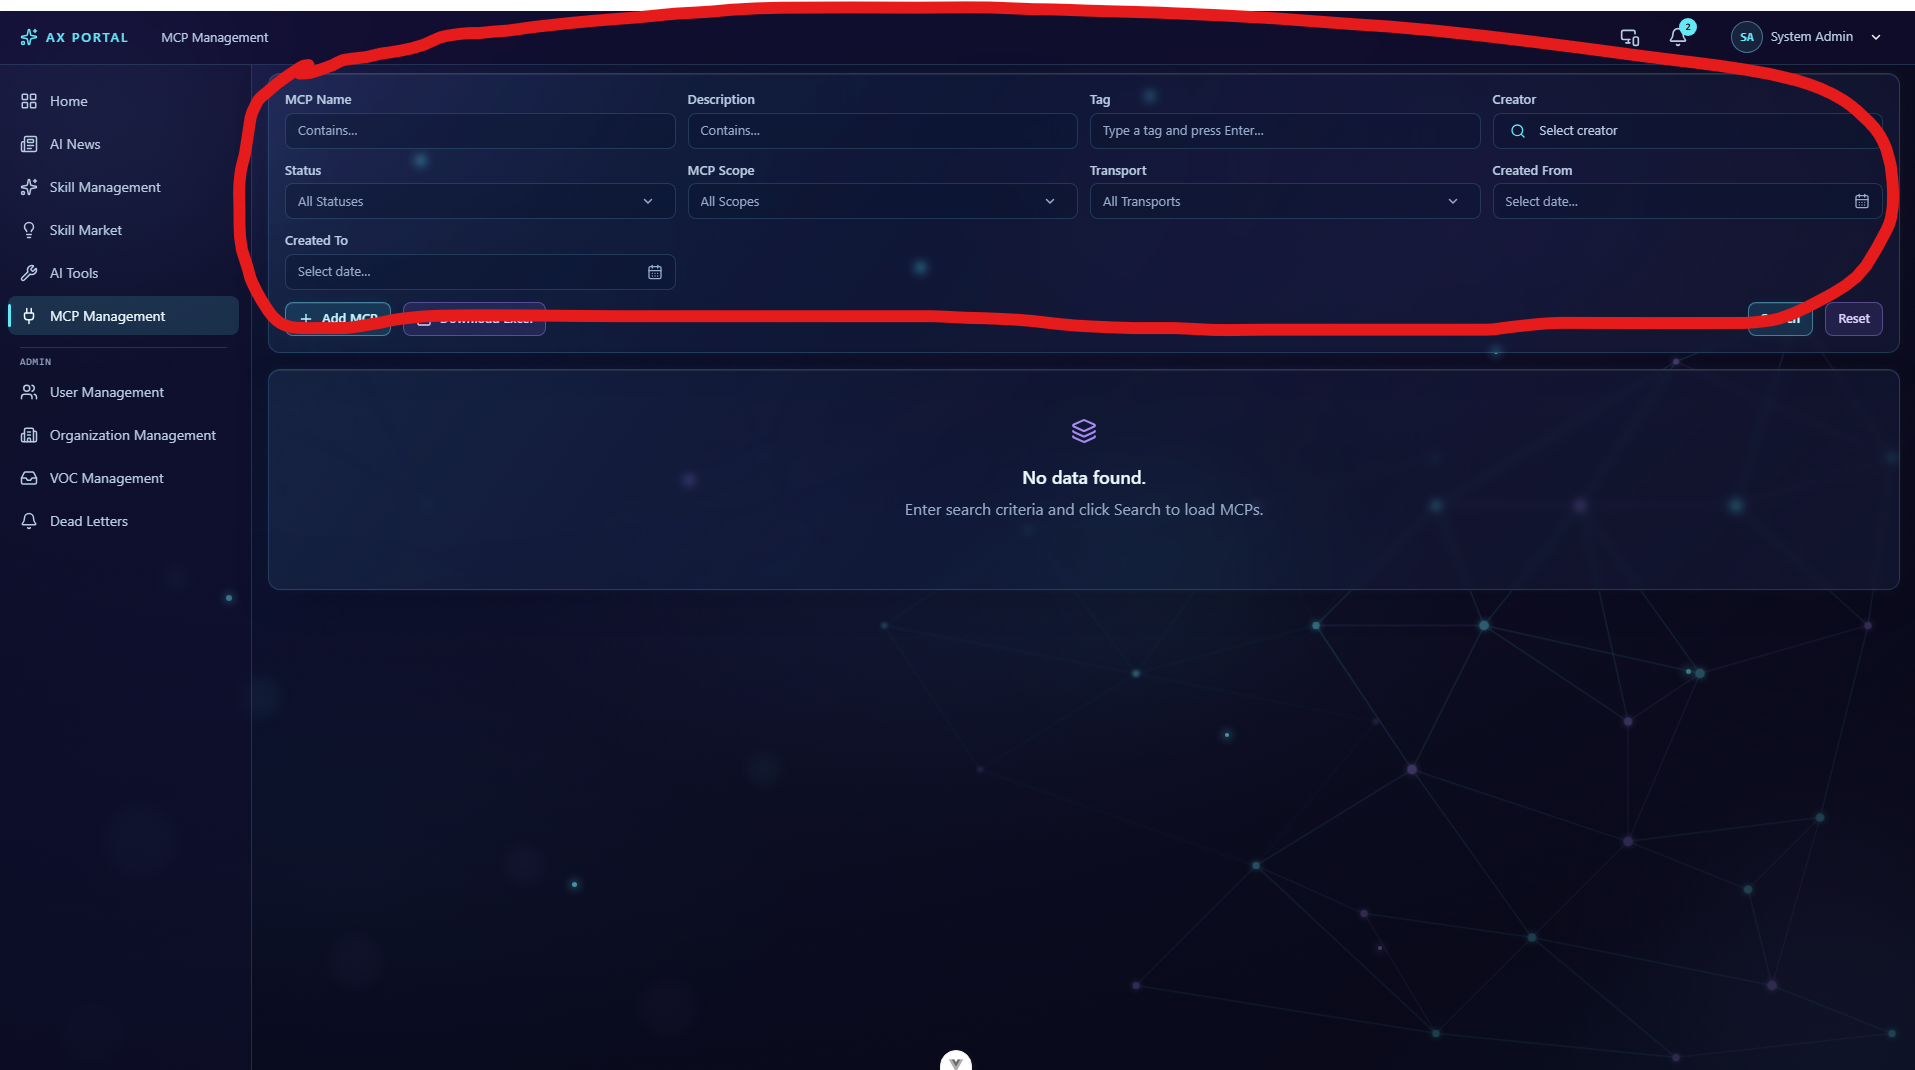 AX PORTAL
MCP Management
2
SA
System Admin
Home
AI News
Skill Management
Skill Market
AI Tools
MCP Management
ADMIN
User Management
Organization Management
VOC Management
Dead Letters
MCP Name
Description
Tag
Creator
Contains...
Contains...
Type a tag and press Enter...
Select creator
Status
MCP Scope
Transport
Created From
All Statuses
All Scopes
All Transports
Select date...
Created To
Select date...
Add MCP
Download Excel
Reset
No data found.
Enter search criteria and click Search to load MCPs.